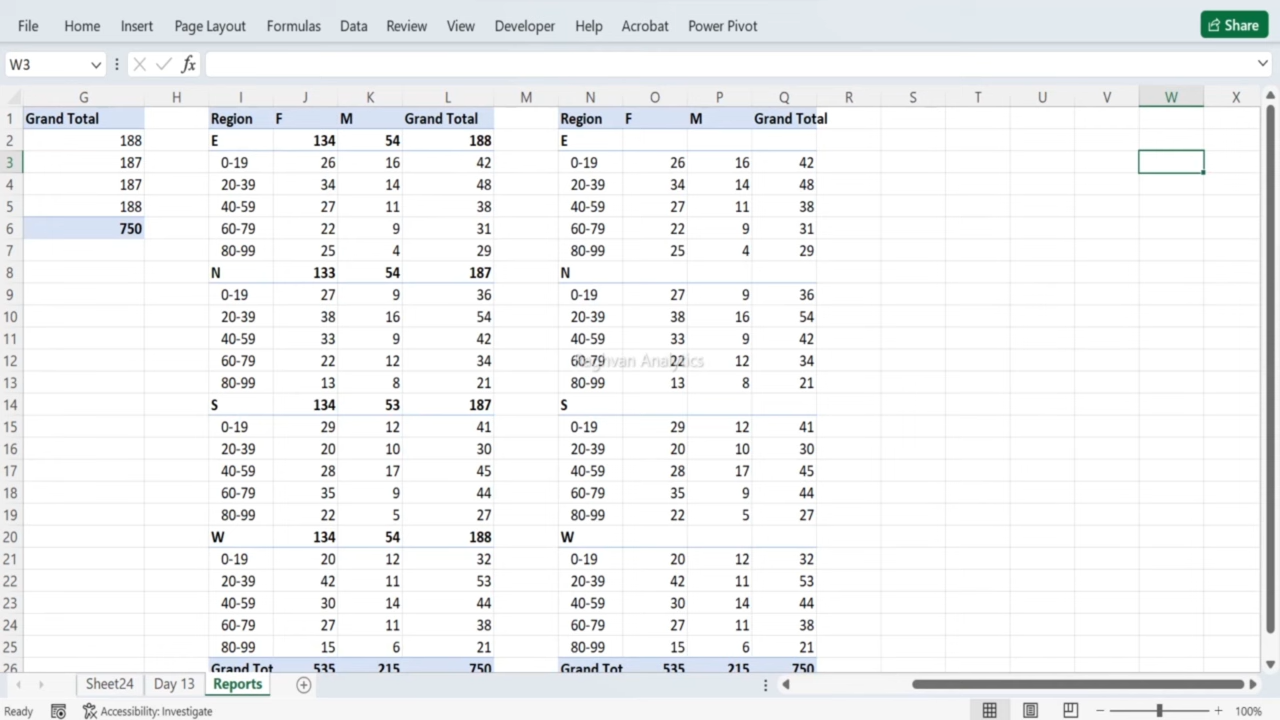 File Home Insert Page Layout Formulas Data Review View Developer Help Acrobat Power Pivot Share
W3 fx
G H I J K L M N O P Q R S T U V W X
1 Grand Total Region F M Grand Total Region F M Grand Total
2 188 E 134 54 188 E
3 187 0-19 26 16 42 0-19 26 16 42
4 187 20-39 34 14 48 20-39 34 14 48
5 188 40-59 27 11 38 40-59 27 11 38
6 750 60-79 22 9 31 60-79 22 9 31
7 80-99 25 4 29 80-99 25 4 29
8 N 133 54 187 N
9 0-19 27 9 36 0-19 27 9 36
10 20-39 38 16 54 20-39 38 16 54
11 40-59 33 9 42 40-59 33 9 42
12 60-79 22 12 34 60-79 22 12 34
Raghvan Analytics
13 80-99 13 8 21 80-99 13 8 21
14 S 134 53 187 S
15 0-19 29 12 41 0-19 29 12 41
16 20-39 20 10 30 20-39 20 10 30
17 40-59 28 17 45 40-59 28 17 45
18 60-79 35 9 44 60-79 35 9 44
19 80-99 22 5 27 80-99 22 5 27
20 W 134 54 188 W
21 0-19 20 12 32 0-19 20 12 32
22 20-39 42 11 53 20-39 42 11 53
23 40-59 30 14 44 40-59 30 14 44
24 60-79 27 11 38 60-79 27 11 38
25 80-99 15 6 21 80-99 15 6 21
26 Grand Tot 535 215 750 Grand Tot 535 215 750
Sheet24 Day 13 Reports
Ready Accessibility: Investigate 100%